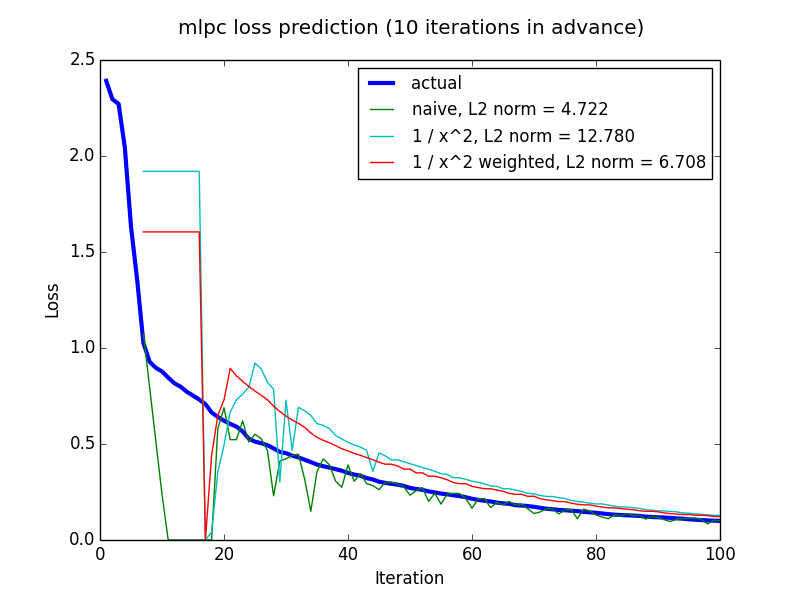 mlpc loss prediction (10 iterations in advance)
2.5
2.0
1.5
1.0
0.5
0.0
Loss
actual
naive, L2 norm = 4.722
1 / x^2, L2 norm = 12.780
1 / x^2 weighted, L2 norm = 6.708
0 20 40 60 80 100
Iteration